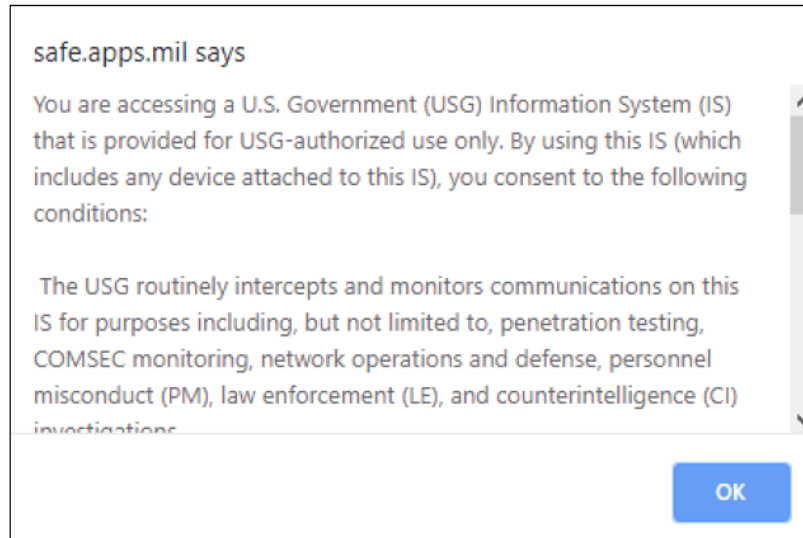 safe.apps.mil says
You are accessing a U.S. Government (USG) Information System (IS)
that is provided for USG-authorized use only. By using this IS (which
includes any device attached to this IS), you consent to the following
conditions:
The USG routinely intercepts and monitors communications on this
IS for purposes including, but not limited to, penetration testing,
COMSEC monitoring, network operations and defense, personnel
misconduct (PM), law enforcement (LE), and counterintelligence (CI)
investigations
OK